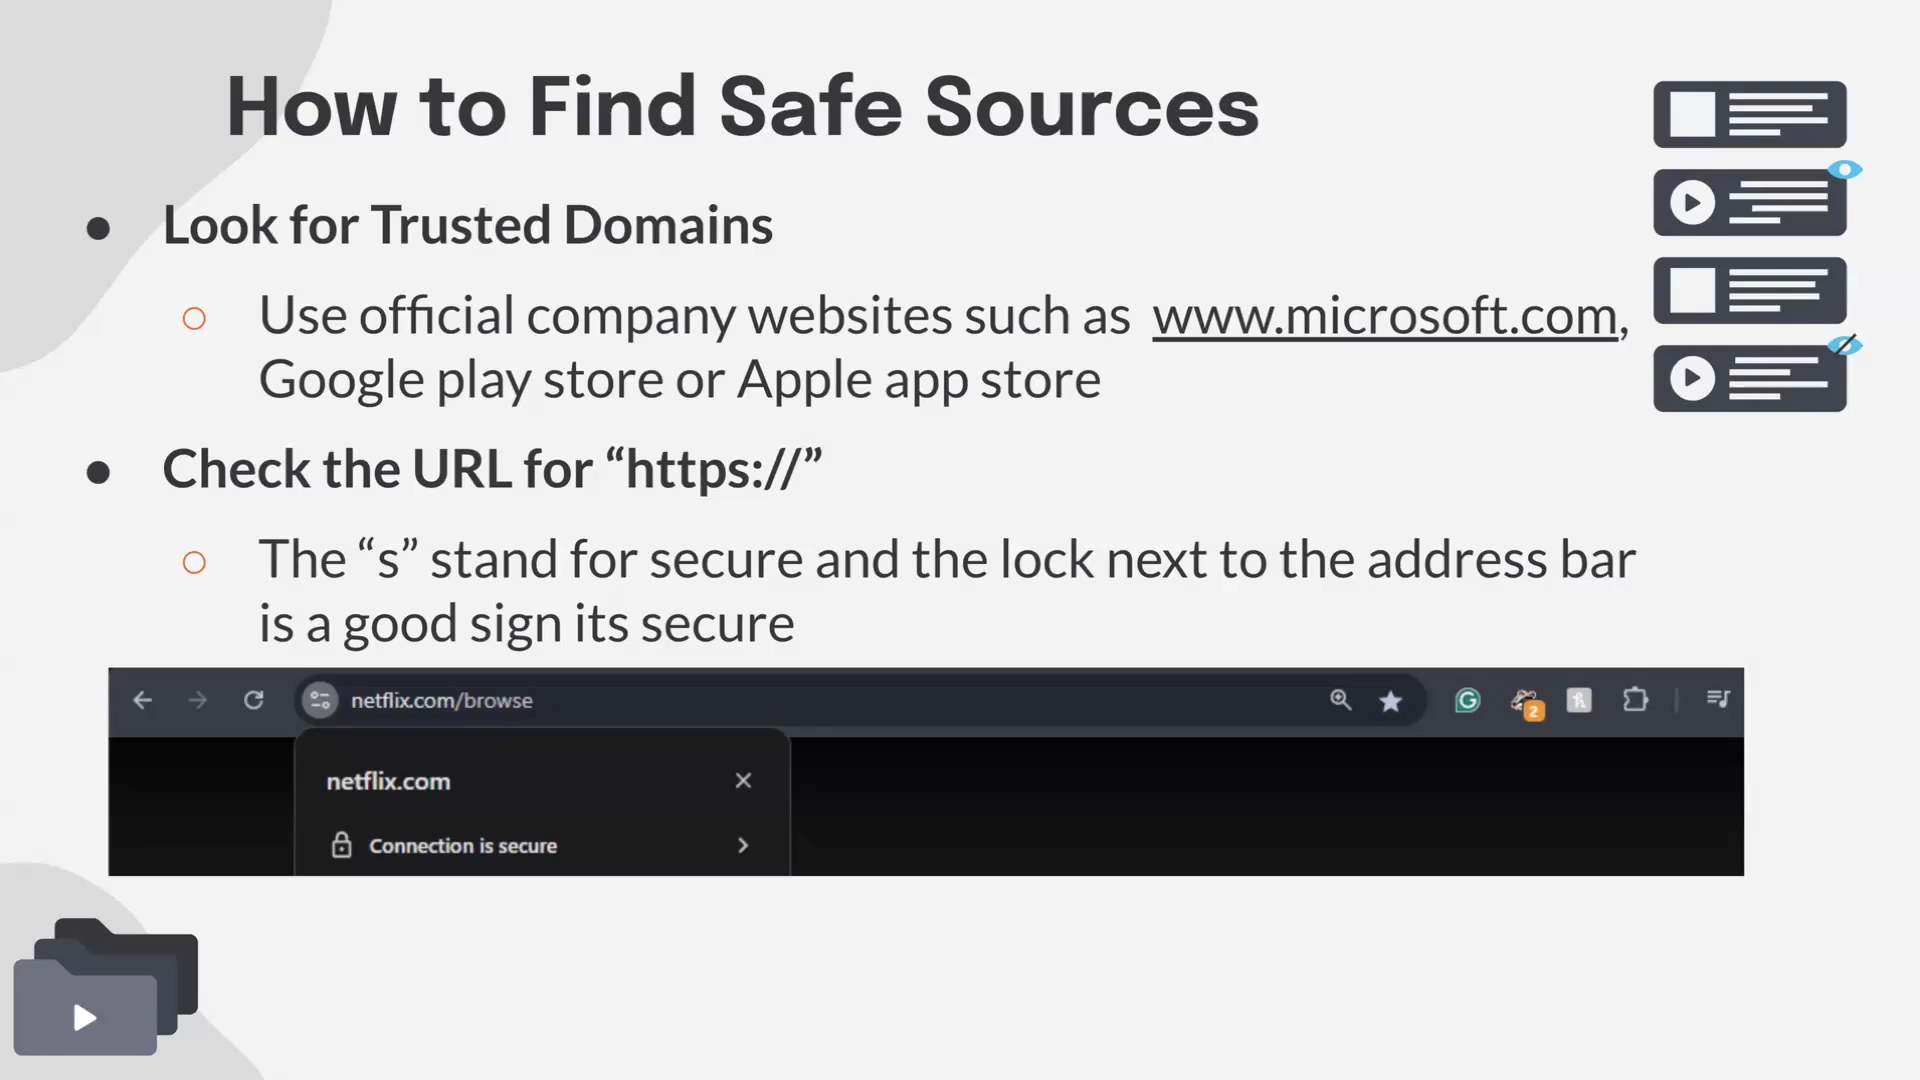 How to Find Safe Sources
● Look for Trusted Domains
○ Use official company websites such as www.microsoft.com,
Google play store or Apple app store
● Check the URL for “https://”
○ The “s” stand for secure and the lock next to the address bar
is a good sign its secure
netflix.com/browse
2
netflix.com
Connection is secure